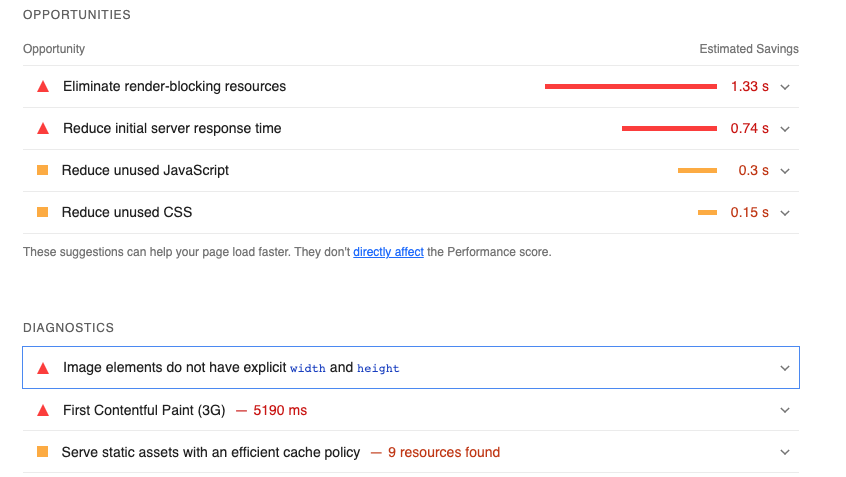 OPPORTUNITIES
Opportunity Estimated Savings
Eliminate render-blocking resources 1.33 s
Reduce initial server response time 0.74 s
Reduce unused JavaScript 0.3 s
Reduce unused CSS 0.15 s
These suggestions can help your page load faster. They don't directly affect the Performance score.
DIAGNOSTICS
Image elements do not have explicit width and height
First Contentful Paint (3G) — 5190 ms
Serve static assets with an efficient cache policy — 9 resources found